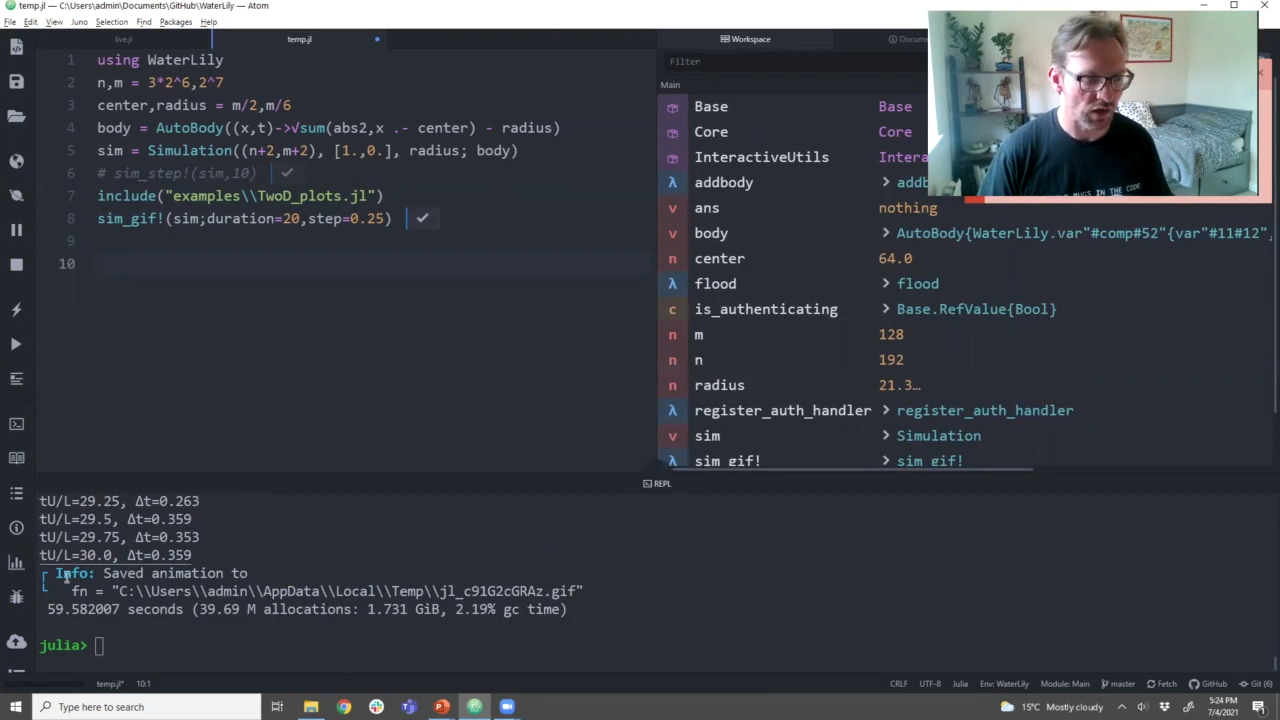 temp.jl — C:\Users\admin\Documents\GitHub\WaterLily — Atom
File Edit View Juno Selection Find Packages Help
live.jl
temp.jl
1 using WaterLily
2 n,m = 3*2^6,2^7
3 center,radius = m/2,m/6
4 body = AutoBody((x,t)->√sum(abs2,x .- center) - radius)
5 sim = Simulation((n+2,m+2), [1.,0.], radius; body)
6 # sim_step!(sim,10)
7 include("examples\\TwoD_plots.jl")
8 sim_gif!(sim;duration=20,step=0.25)
9
10
Workspace
Docume
Filter
Main
Base Base
Core Core
InteractiveUtils Intera
λ addbody > addb
v ans nothing
v body > AutoBody{WaterLily.var"#comp#52"{var"#11#12",
n center 64.0
λ flood > flood
c is_authenticating > Base.RefValue{Bool}
n m 128
n n 192
n radius 21.3…
λ register_auth_handler > register_auth_handler
v sim > Simulation
λ sim_gif! > sim_gif!
REPL
tU/L=29.25, Δt=0.263
tU/L=29.5, Δt=0.359
tU/L=29.75, Δt=0.353
tU/L=30.0, Δt=0.359
┌ Info: Saved animation to
└ fn = "C:\\Users\\admin\\AppData\\Local\\Temp\\jl_c91G2cGRAz.gif"
59.582007 seconds (39.69 M allocations: 1.731 GiB, 2.19% gc time)
julia>
temp.jl* 10:1
CRLF UTF-8 Julia Env: WaterLily Module: Main master Fetch GitHub Git (6)
Type here to search
15°C Mostly cloudy
5:24 PM
7/4/2021